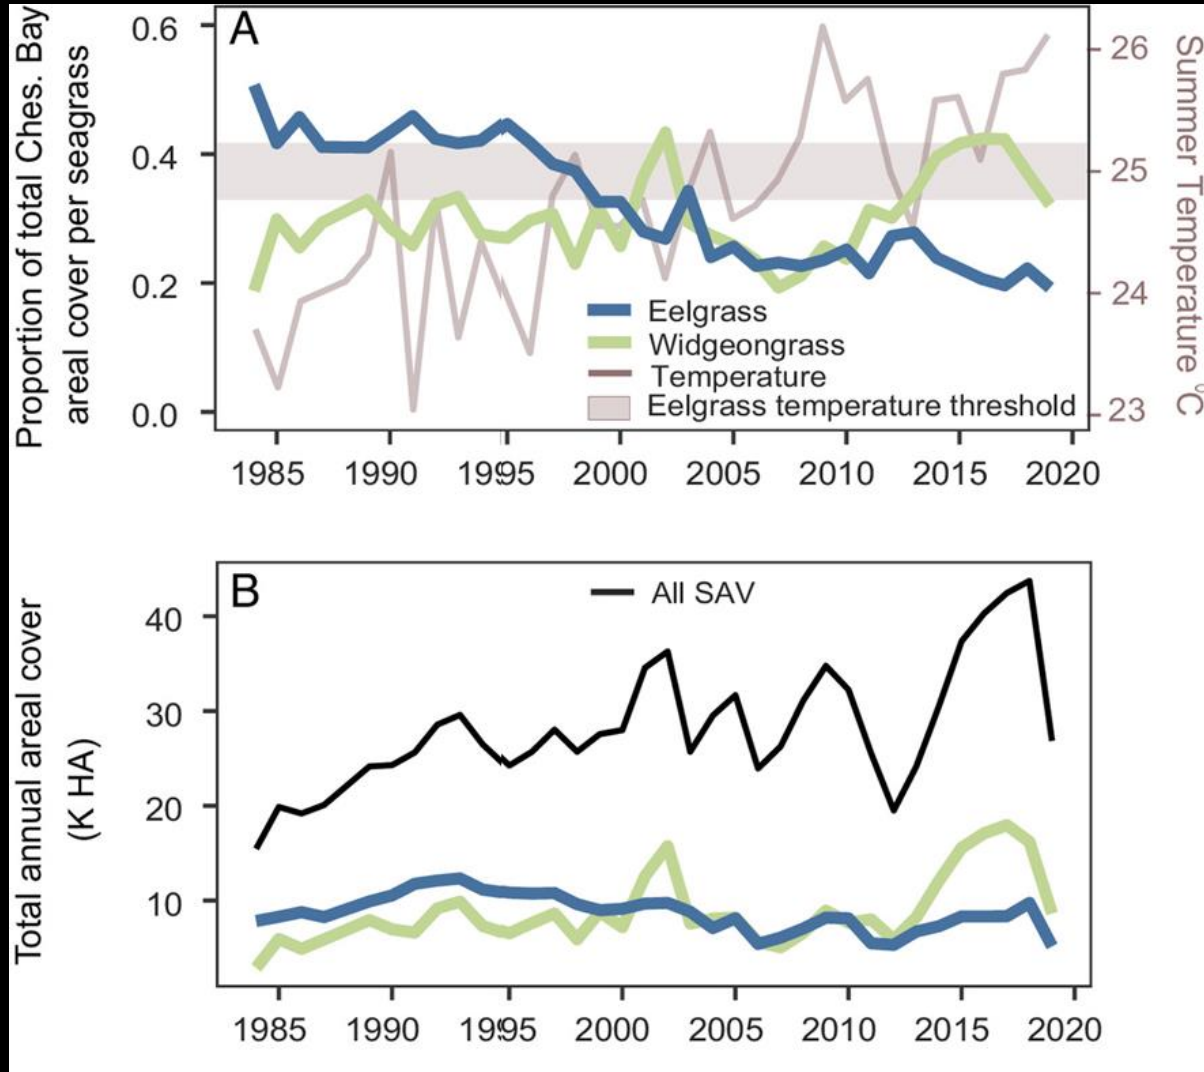 Proportion of total Ches. Bay
areal cover per seagrass
A
0.6
0.4
0.2
0.0
Eelgrass
Widgeongrass
Temperature
Eelgrass temperature threshold
26
25
24
23
Summer Temperature ⁰C
1985 1990 1995 2000 2005 2010 2015 2020
Total annual areal cover
(K HA)
B
All SAV
40
30
20
10
1985 1990 1995 2000 2005 2010 2015 2020